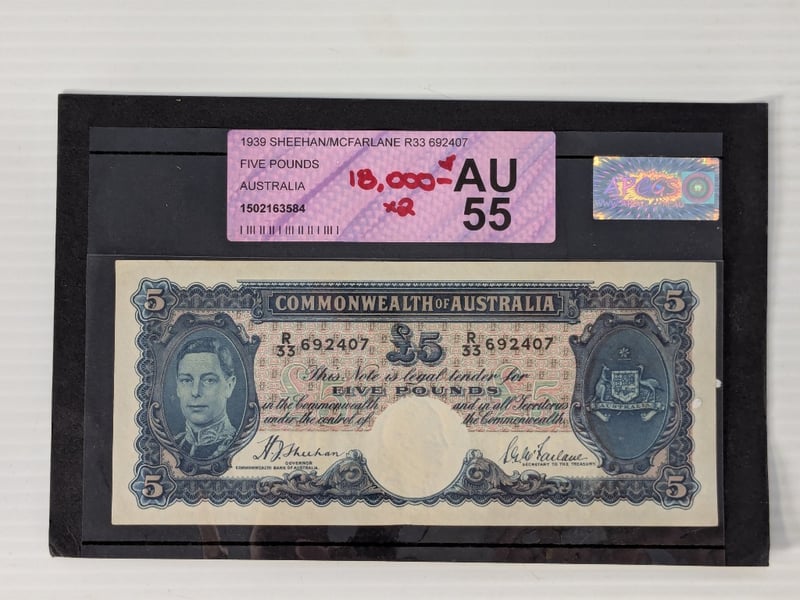 1939 SHEEHAN/MCFARLANE R33 692407
FIVE POUNDS
AUSTRALIA
1502163584
18,000-
x2
AU
55
5
5
COMMONWEALTH OF AUSTRALIA
R
33 692407
£5
R
33 692407
This Note is legal tender for
FIVE POUNDS
in the Commonwealth and in all Territories
under the control of the Commonwealth.
AUSTRALIA
H.J. Sheehan
GOVERNOR
COMMONWEALTH BANK OF AUSTRALIA
S.G. McFarlane
SECRETARY TO THE TREASURY
5
5